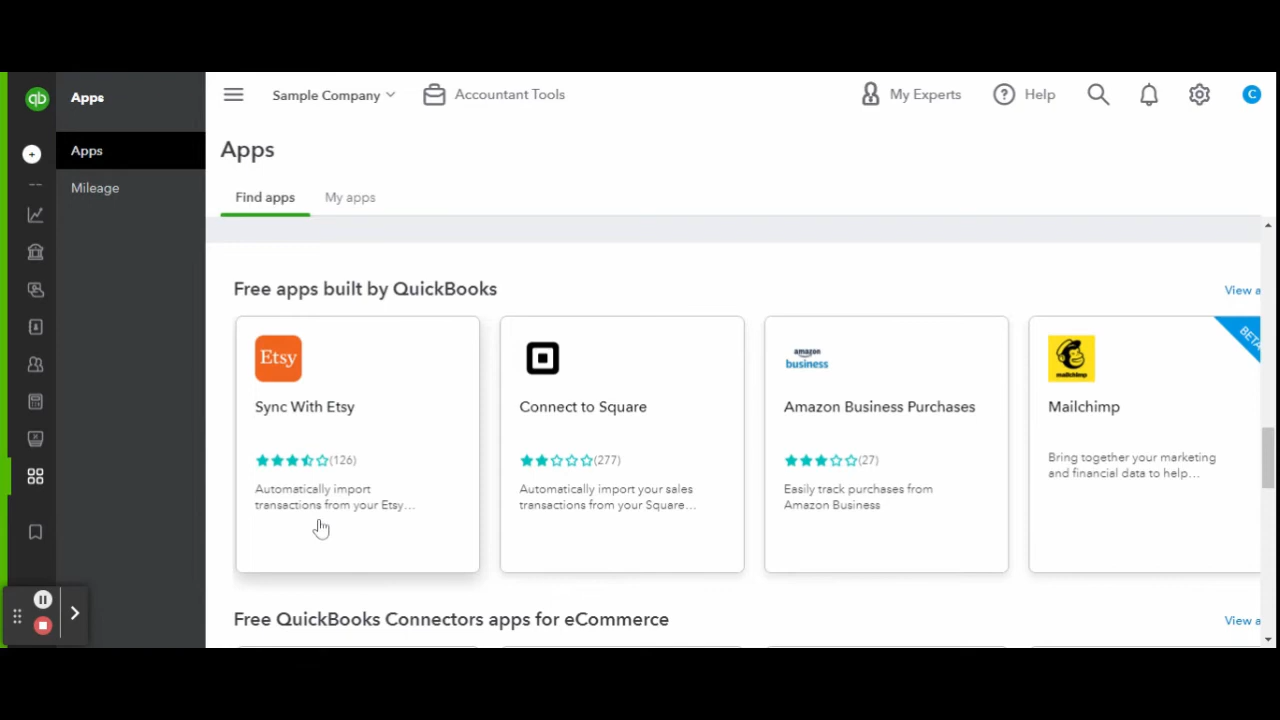 qb
Apps
Sample Company
Accountant Tools
My Experts
Help
C
Apps
Mileage
Apps
Find apps
My apps
Free apps built by QuickBooks
View a
Etsy
Sync With Etsy
(126)
Automatically import
transactions from your Etsy...
Connect to Square
(277)
Automatically import your sales
transactions from your Square...
amazon
business
Amazon Business Purchases
(27)
Easily track purchases from
Amazon Business
BETA
mailchimp
Mailchimp
Bring together your marketing
and financial data to help...
Free QuickBooks Connectors apps for eCommerce
View a